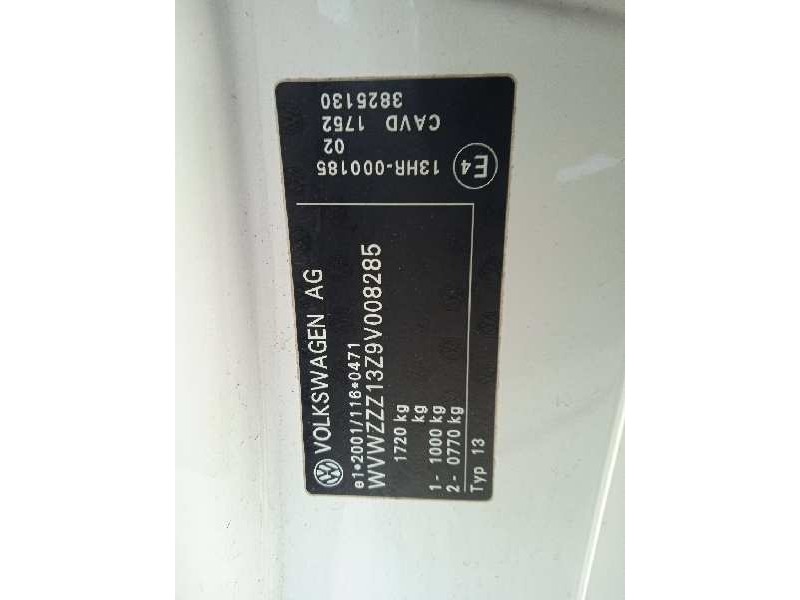 VOLKSWAGEN AG
e1*2001/116*0471
WVWZZZ13Z9V008285
1720 kg
kg
1- 1000 kg
2- 0770 kg
Typ 13
E4
13HR-000185
02
CAVD 1752
3825130